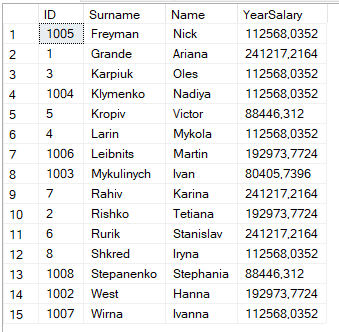 ID Surname Name YearSalary
1 1005 Freyman Nick 112568,0352
2 1 Grande Ariana 241217,2164
3 3 Karpiuk Oles 112568,0352
4 1004 Klymenko Nadiya 112568,0352
5 5 Kropiv Victor 88446,312
6 4 Larin Mykola 112568,0352
7 1006 Leibnits Martin 192973,7724
8 1003 Mykulinych Ivan 80405,7396
9 7 Rahiv Karina 241217,2164
10 2 Rishko Tetiana 192973,7724
11 6 Rurik Stanislav 241217,2164
12 8 Shkred Iryna 112568,0352
13 1008 Stepanenko Stephania 88446,312
14 1002 West Hanna 192973,7724
15 1007 Wirna Ivanna 112568,0352